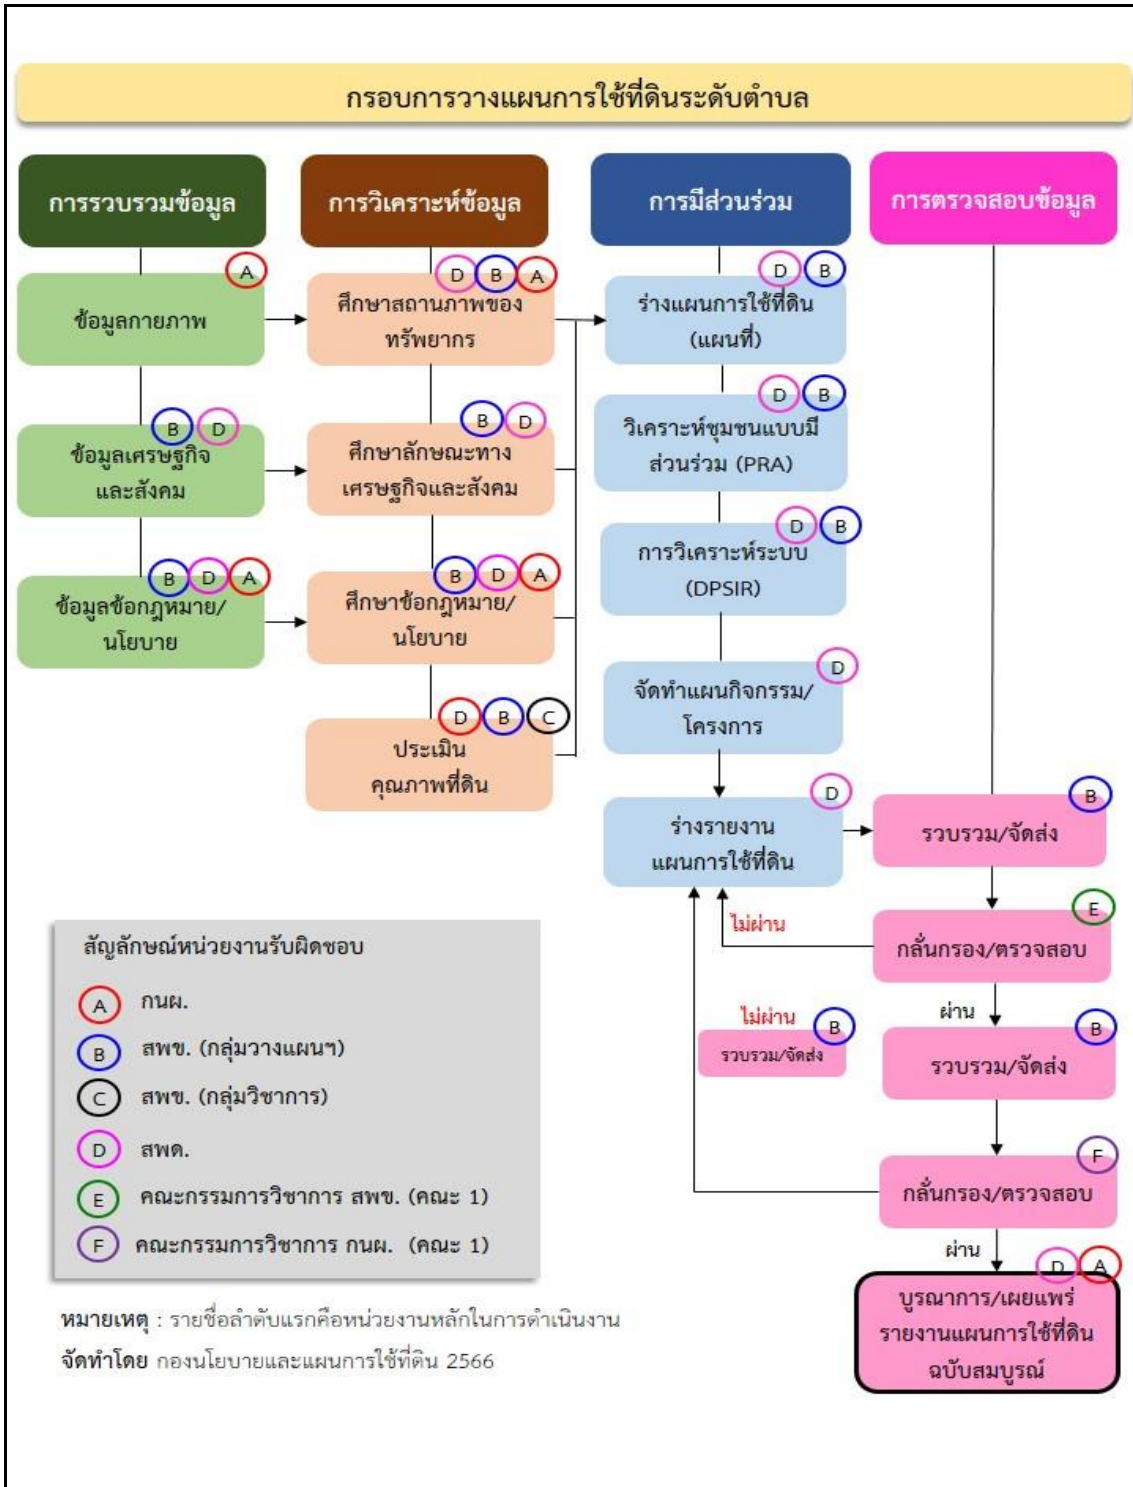 กรอบการวางแผนการใช้ที่ดินระดับตำบล
การรวบรวมข้อมูล
A
ข้อมูลกายภาพ
B D
ข้อมูลเศรษฐกิจ
และสังคม
B D A
ข้อมูลข้อกฎหมาย/
นโยบาย
การวิเคราะห์ข้อมูล
D B A
ศึกษาสถานภาพของ
ทรัพยากร
B D
ศึกษาลักษณะทาง
เศรษฐกิจและสังคม
B D A
ศึกษาข้อกฎหมาย/
นโยบาย
D B C
ประเมิน
คุณภาพที่ดิน
การมีส่วนร่วม
D B
ร่างแผนการใช้ที่ดิน
(แผนที่)
D B
วิเคราะห์ชุมชนแบบมี
ส่วนร่วม (PRA)
D B
การวิเคราะห์ระบบ
(DPSIR)
D
จัดทำแผนกิจกรรม/
โครงการ
D
ร่างรายงาน
แผนการใช้ที่ดิน
การตรวจสอบข้อมูล
B
รวบรวม/จัดส่ง
E
กลั่นกรอง/ตรวจสอบ
ไม่ผ่าน
ผ่าน
B
รวบรวม/จัดส่ง
ไม่ผ่าน
B
รวบรวม/จัดส่ง
F
กลั่นกรอง/ตรวจสอบ
ผ่าน
D A
บูรณาการ/เผยแพร่
รายงานแผนการใช้ที่ดิน
ฉบับสมบูรณ์
สัญลักษณ์หน่วยงานรับผิดชอบ
A กนผ.
B สพข. (กลุ่มวางแผนฯ)
C สพข. (กลุ่มวิชาการ)
D สพด.
E คณะกรรมการวิชาการ สพข. (คณะ 1)
F คณะกรรมการวิชาการ กนผ. (คณะ 1)
หมายเหตุ : รายชื่อลำดับแรกคือหน่วยงานหลักในการดำเนินงาน
จัดทำโดย กองนโยบายและแผนการใช้ที่ดิน 2566